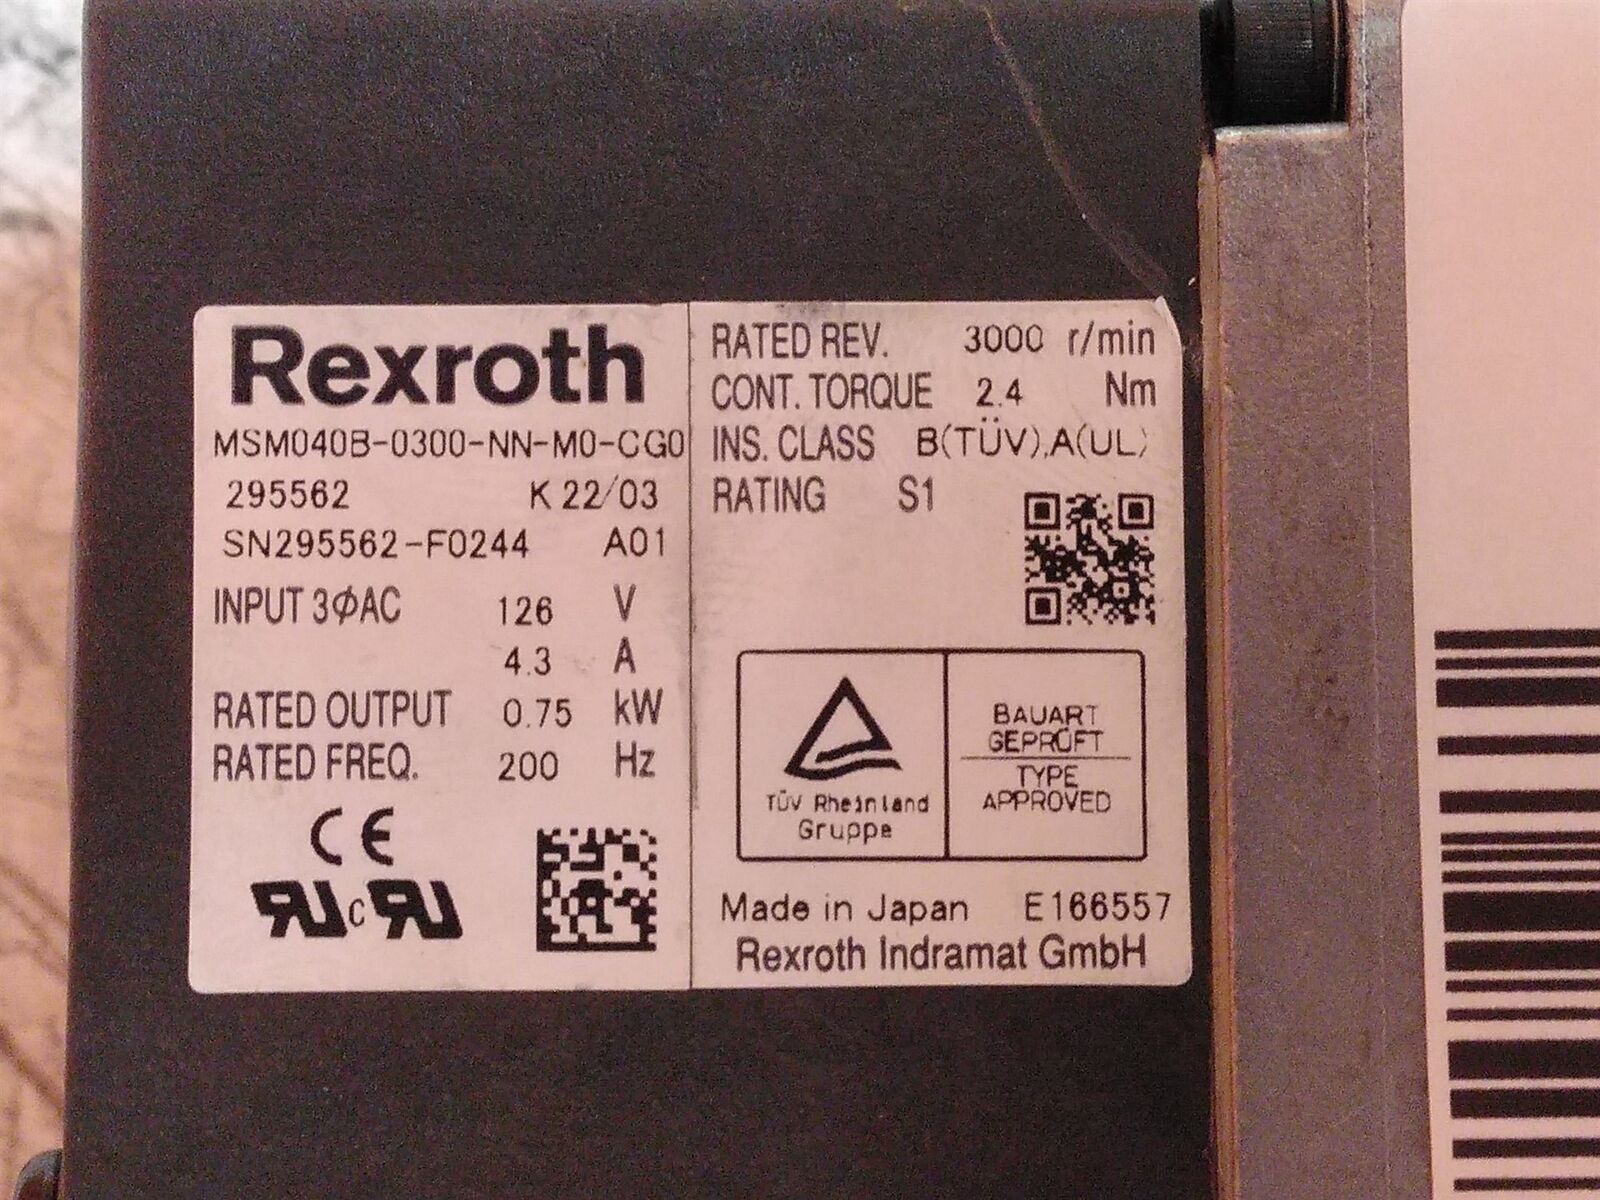 Rexroth
MSM040B-0300-NN-M0-CG0
295562 K 22/03
SN295562-F0244 A01
INPUT 3ΦAC 126 V
4.3 A
RATED OUTPUT 0.75 kW
RATED FREQ. 200 Hz
CE
RU c RU
RATED REV. 3000 r/min
CONT. TORQUE 2.4 Nm
INS. CLASS B(TÜV),A(UL)
RATING S1
TÜV Rheinland
Gruppe
BAUART
GEPRÜFT
TYPE
APPROVED
Made in Japan E166557
Rexroth Indramat GmbH